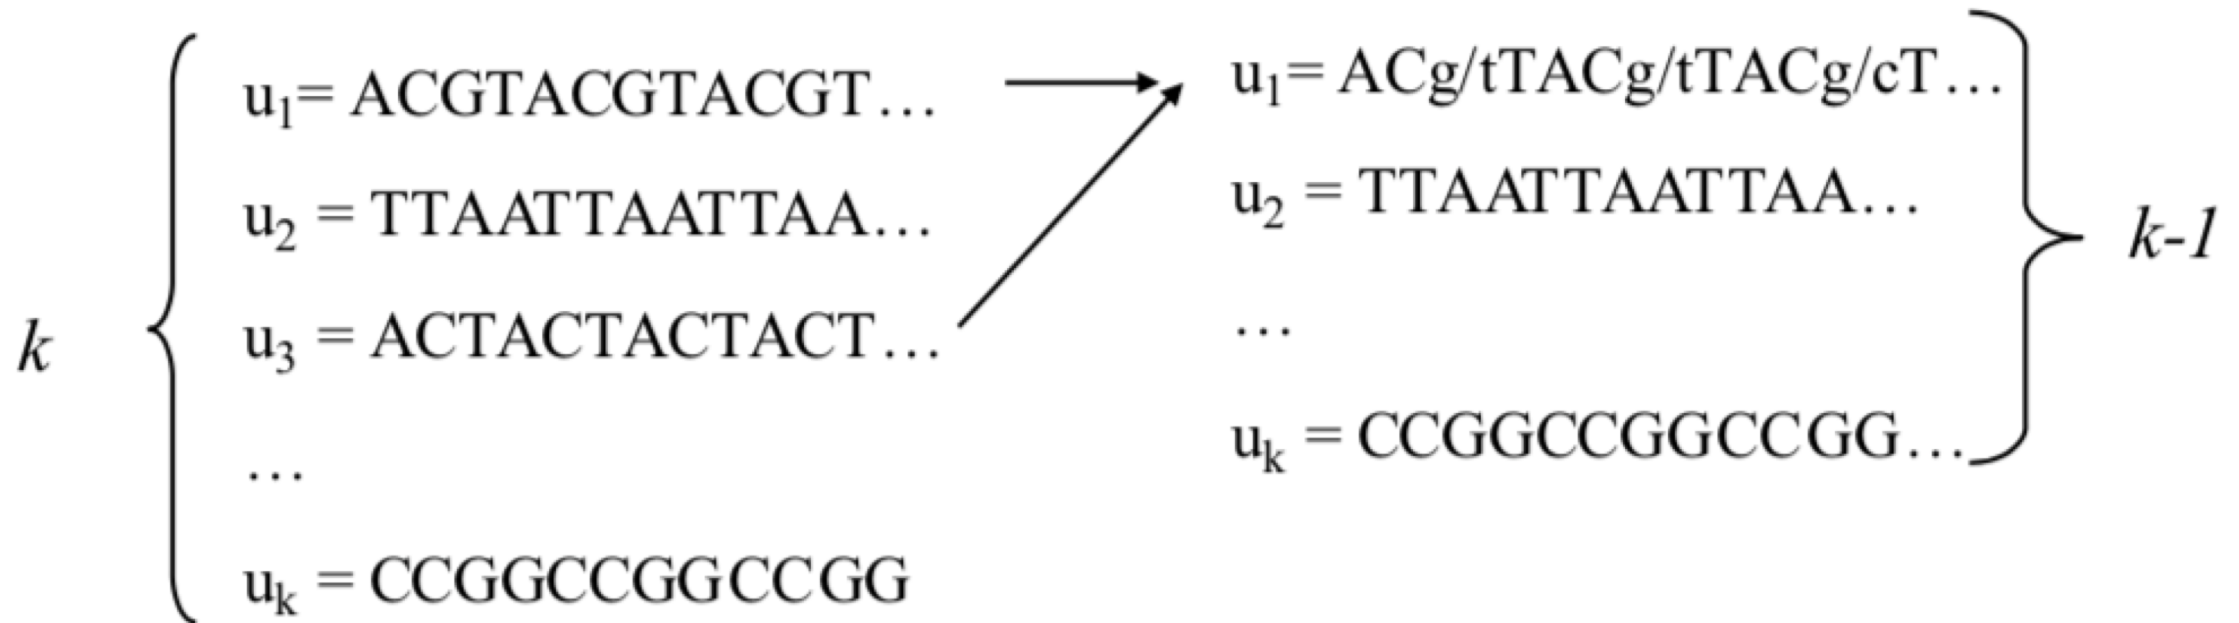 k
u₁= ACGTACGTACGT…
u₂ = TTAATTAATTAA…
u₃ = ACTACTACTACT…
…
uₖ = CCGGCCGGCCGG
u₁= ACg/tTACg/tTACg/cT…
u₂ = TTAATTAATTAA…
…
uₖ = CCGGCCGGCCGG…
k-1